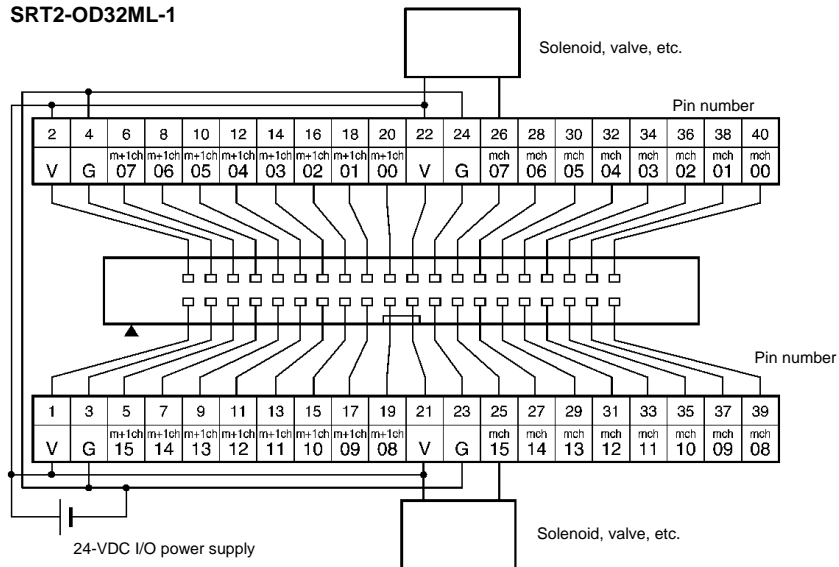 SRT2-OD32ML-1
Solenoid, valve, etc.
Pin number
2 4 6 8 10 12 14 16 18 20 22 24 26 28 30 32 34 36 38 40
V G m+1ch 07 m+1ch 06 m+1ch 05 m+1ch 04 m+1ch 03 m+1ch 02 m+1ch 01 m+1ch 00 V G mch 07 mch 06 mch 05 mch 04 mch 03 mch 02 mch 01 mch 00
Pin number
1 3 5 7 9 11 13 15 17 19 21 23 25 27 29 31 33 35 37 39
V G m+1ch 15 m+1ch 14 m+1ch 13 m+1ch 12 m+1ch 11 m+1ch 10 m+1ch 09 m+1ch 08 V G mch 15 mch 14 mch 13 mch 12 mch 11 mch 10 mch 09 mch 08
Solenoid, valve, etc.
24-VDC I/O power supply